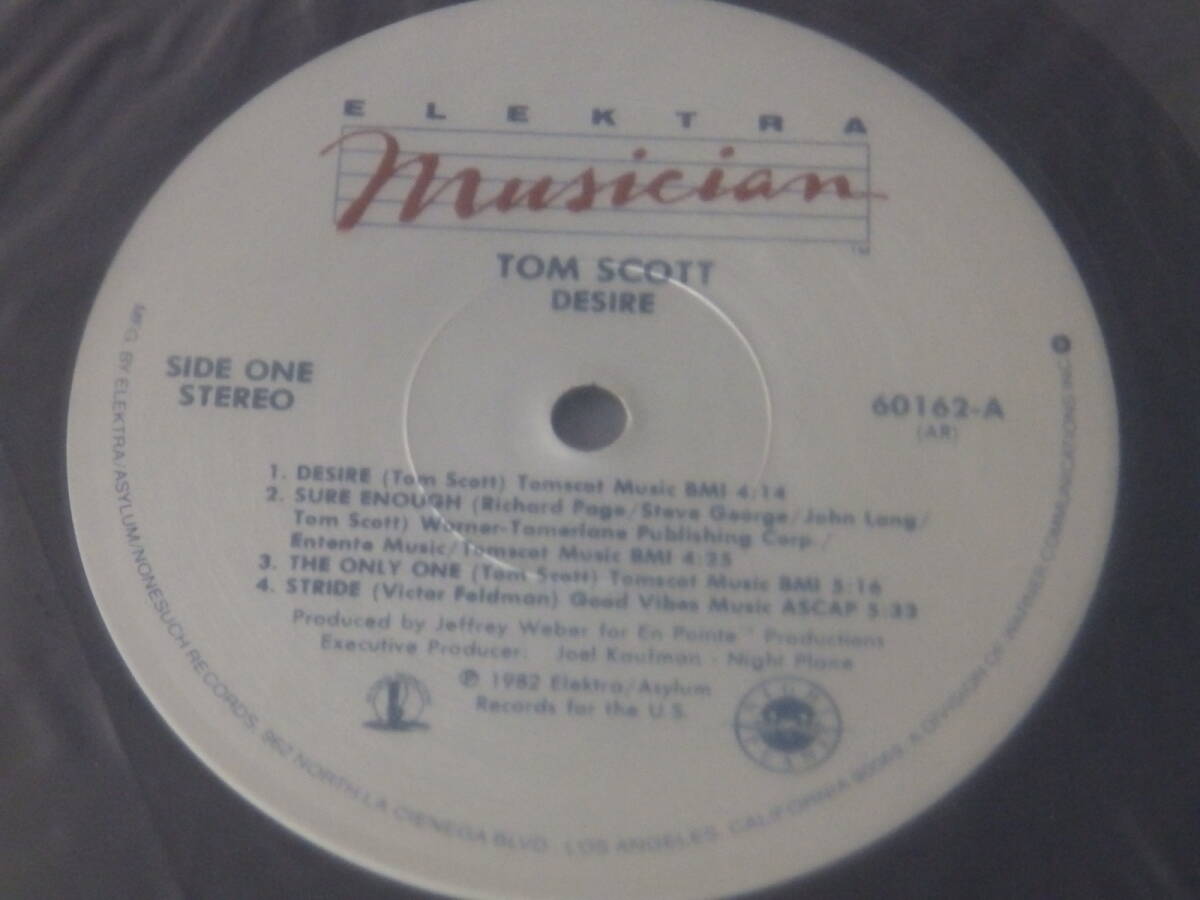 ELEKTRA
Musician
TM
TOM SCOTT
DESIRE
SIDE ONE
STEREO
60162-A
(AR)
1. DESIRE (Tom Scott) Tomscot Music BMI 4:14
2. SURE ENOUGH (Richard Page/Steve George/John Lang/
Tom Scott) Warner-Tamerlane Publishing Corp./
Entente Music/Tomscot Music BMI 4:25
3. THE ONLY ONE (Tom Scott) Tomscot Music BMI 5:16
4. STRIDE (Victor Feldman) Good Vibes Music ASCAP 5:33
Produced by Jeffrey Weber for En Pointe™ Productions
Executive Producer: Joel Kaufman - Night Plane
℗ 1982 Elektra/Asylum
Records for the U.S.
MFG. BY ELEKTRA/ASYLUM/NONESUCH RECORDS, 962 NORTH LA CIENEGA BLVD. LOS ANGELES, CALIFORNIA 90069. A DIVISION OF WARNER COMMUNICATIONS INC.